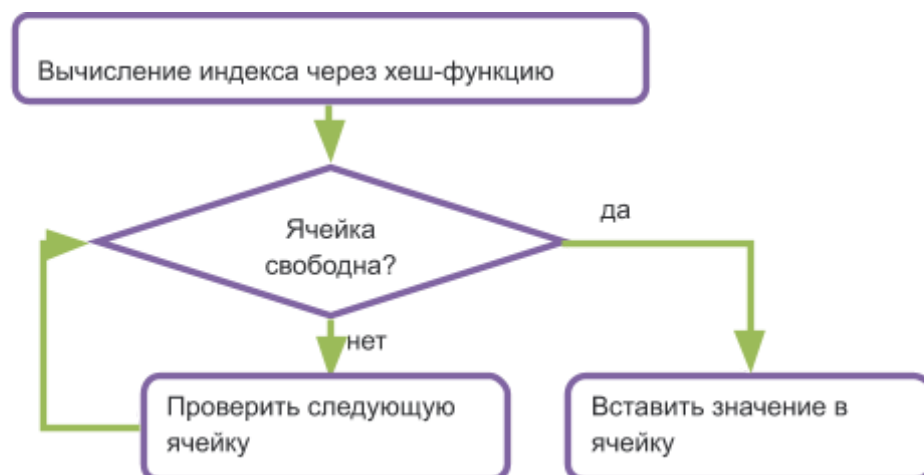 Вычисление индекса через хеш-функцию
да
Ячейка
свободна?
нет
Проверить следующую
ячейку
Вставить значение в
ячейку